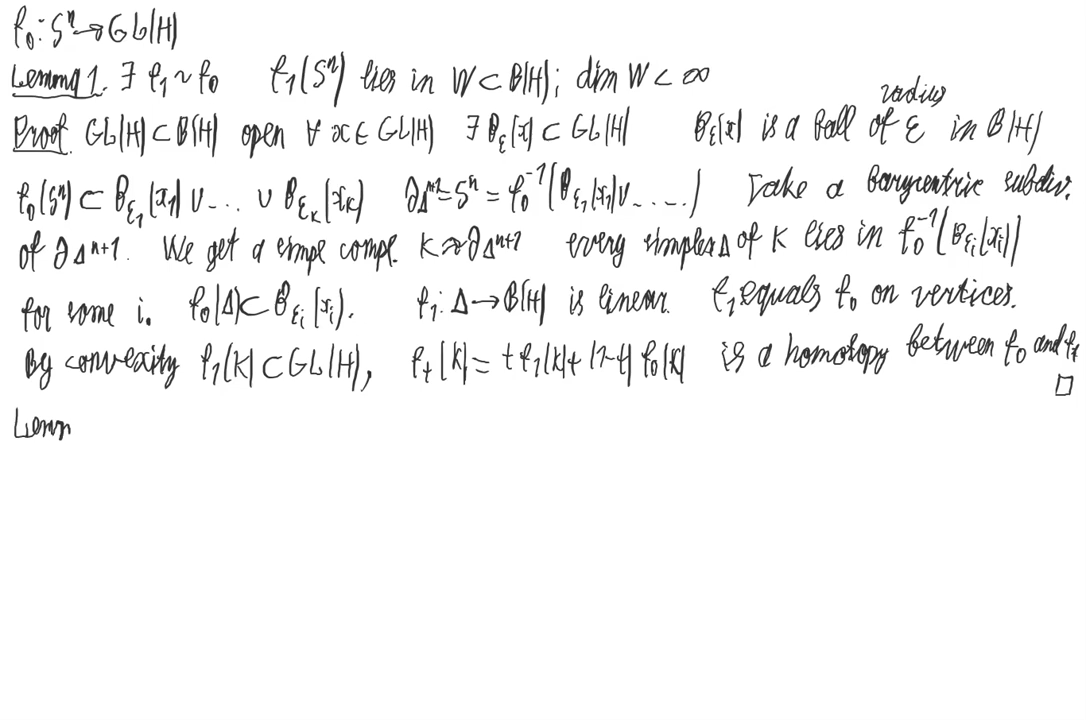 f₀: Sⁿ → GL(H)
Lemma 1. ∃ f₁ ~ f₀ f₁(Sⁿ) lies in W ⊂ B(H); dim W < ∞
Proof GL(H) ⊂ B(H) open ∀ x ∈ GL(H) ∃ B_ε(x) ⊂ GL(H) B_ε(x) is a ball of radius ε in B(H)
f₀(Sⁿ) ⊂ B_ε₁(x₁) ∪ ... ∪ B_εₖ(xₖ) ∂Δⁿ⁺¹ = Sⁿ = f₀⁻¹(B_ε₁(x₁) ∪ ....) Take a barycentric subdiv.
of ∂Δⁿ⁺¹. We get a simpl compl. K ≈ ∂Δⁿ⁺¹ every simplex Δ of K lies in f₀⁻¹(B_εᵢ(xᵢ))
for some i. f₀(Δ) ⊂ B_εᵢ(xᵢ). f₁: Δ → B(H) is linear. f₁ equals f₀ on vertices.
By convexity f₁(K) ⊂ GL(H), fₜ(k) = t f₁(k) + (1-t) f₀(k) is a homotopy between f₀ and f₁
□
Lemm